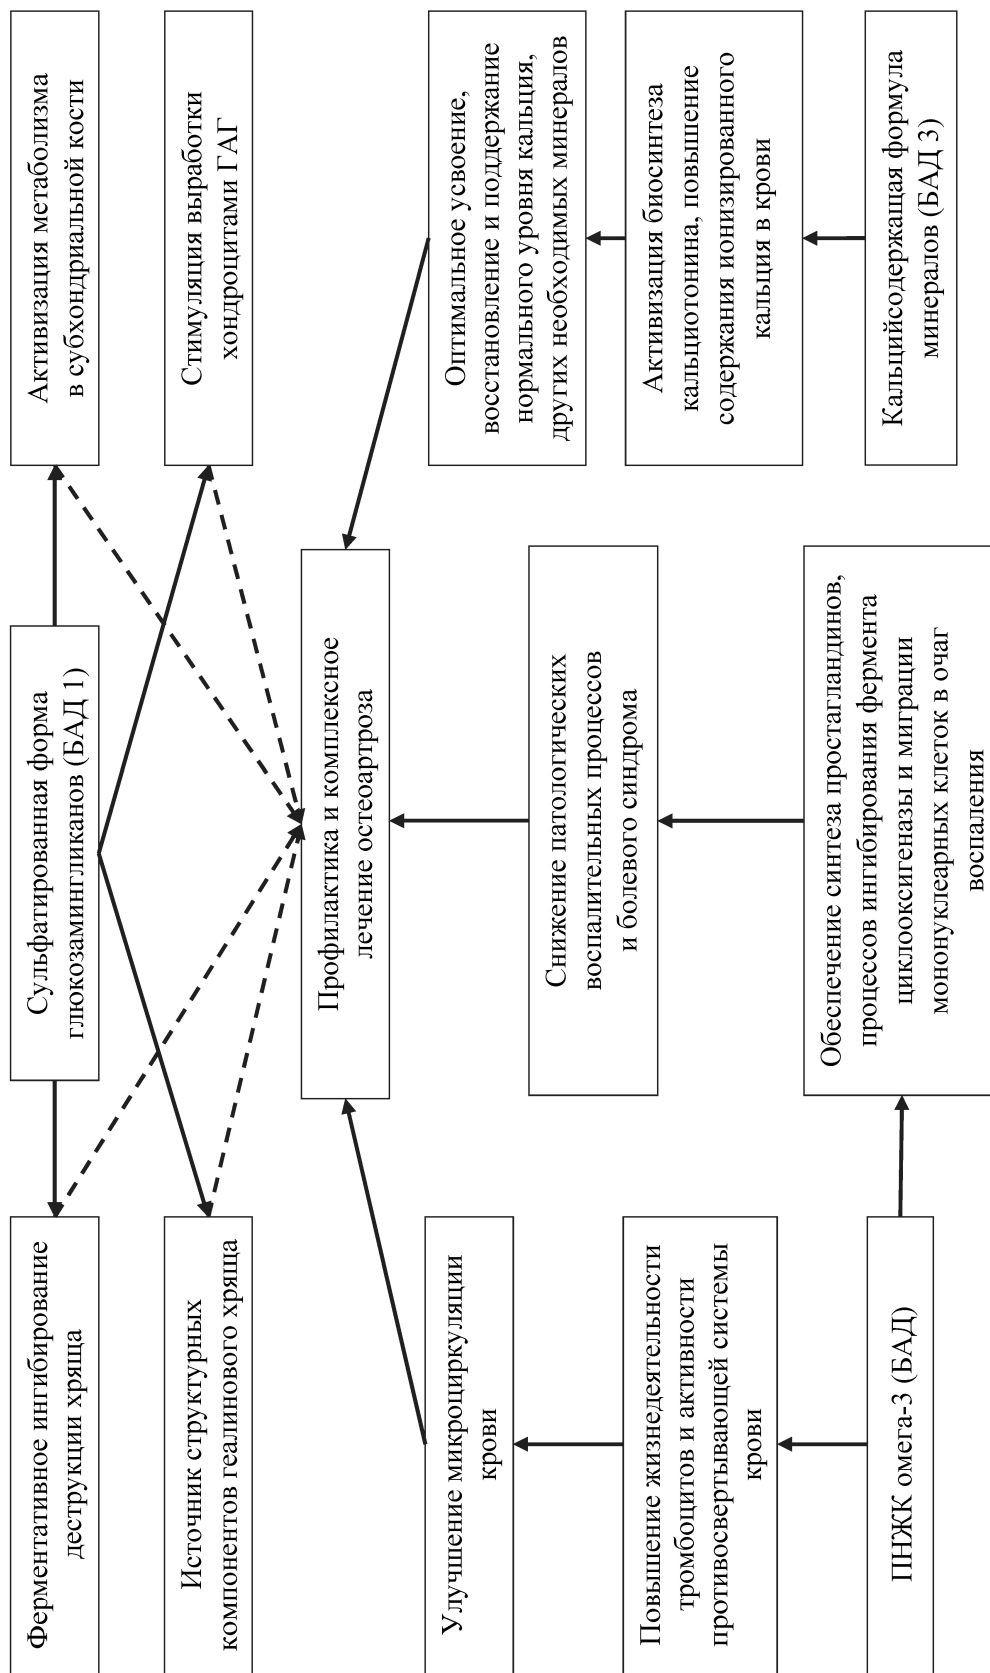 Ферментативное ингибирование
деструкции хряща
Сульфатированная форма
глюкозамингликанов (БАД 1)
Активизация метаболизма
в субхондриальной кости
Источник структурных
компонентов геалинового хряща
Стимуляция выработки
хондроцитами ГАГ
Профилактика и комплексное
лечение остеоартроза
Улучшение микроциркуляции
крови
Снижение патологических
воспалительных процессов
и болевого синдрома
Оптимальное усвоение,
восстановление и поддержание
нормального уровня кальция,
других необходимых минералов
Повышение жизнедеятельности
тромбоцитов и активности
противосвертывающей системы
крови
Активизация биосинтеза
кальциотонина, повышение
содержания ионизированного
кальция в крови
ПНЖК омега-3 (БАД)
Обеспечение синтеза простагландинов,
процессов ингибирования фермента
циклооксигеназы и миграции
мононуклеарных клеток в очаг
воспаления
Кальцийсодержащая формула
минералов (БАД 3)